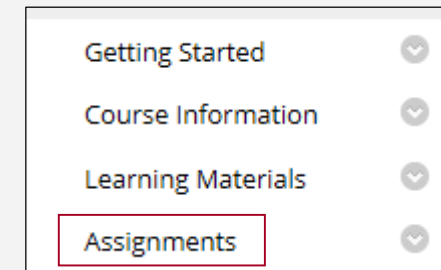 Getting Started
Course Information
Learning Materials
Assignments